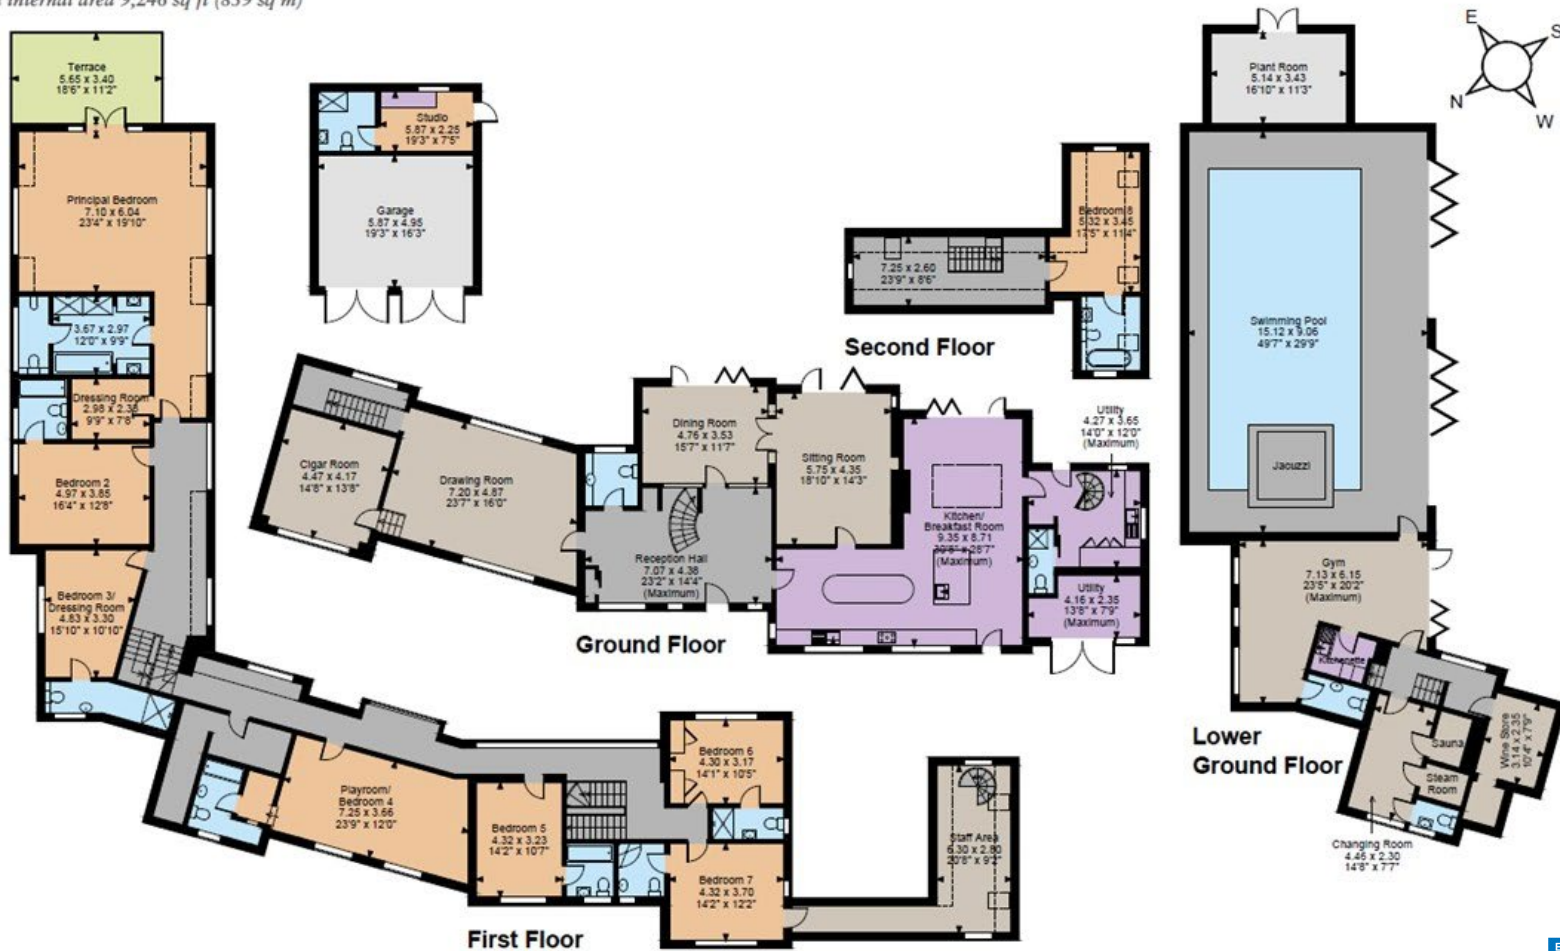 internal area 9,246 sq ft (859 sq m)
Terrace
5.65 x 3.40
18'6" x 11'2"
Principal Bedroom
7.10 x 6.04
23'4" x 19'10"
3.67 x 2.97
12'0" x 9'9"
Dressing Room
2.98 x 2.35
9'9" x 7'8"
Bedroom 2
4.97 x 3.85
16'4" x 12'8"
Bedroom 3/
Dressing Room
4.83 x 3.30
15'10" x 10'10"
Playroom/
Bedroom 4
7.25 x 3.66
23'9" x 12'0"
Bedroom 5
4.32 x 3.23
14'2" x 10'7"
Bedroom 6
4.30 x 3.17
14'1" x 10'5"
Bedroom 7
4.32 x 3.70
14'2" x 12'2"
Staff Area
6.30 x 2.80
20'8" x 9'2"
First Floor
Studio
5.87 x 2.25
19'3" x 7'5"
Garage
5.87 x 4.95
19'3" x 16'3"
Cigar Room
4.47 x 4.17
14'8" x 13'8"
Drawing Room
7.20 x 4.87
23'7" x 16'0"
Dining Room
4.76 x 3.53
15'7" x 11'7"
Sitting Room
5.75 x 4.35
18'10" x 14'3"
Reception Hall
7.07 x 4.38
23'2" x 14'4"
(Maximum)
Kitchen/
Breakfast Room
9.35 x 8.71
30'8" x 28'7"
(Maximum)
Utility
4.27 x 3.65
14'0" x 12'0"
(Maximum)
Utility
4.16 x 2.35
13'8" x 7'9"
(Maximum)
Ground Floor
7.25 x 2.60
23'9" x 8'6"
Bedroom 8
5.32 x 3.45
17'5" x 11'4"
Second Floor
Plant Room
5.14 x 3.43
16'10" x 11'3"
Swimming Pool
15.12 x 9.06
49'7" x 29'9"
Jacuzzi
Gym
7.13 x 6.15
23'5" x 20'2"
(Maximum)
Kitchenette
Sauna
Steam
Room
Wine Store
3.14 x 2.35
10'4" x 7'9"
Changing Room
4.46 x 2.30
14'8" x 7'7"
Lower
Ground Floor
E
S
N
W